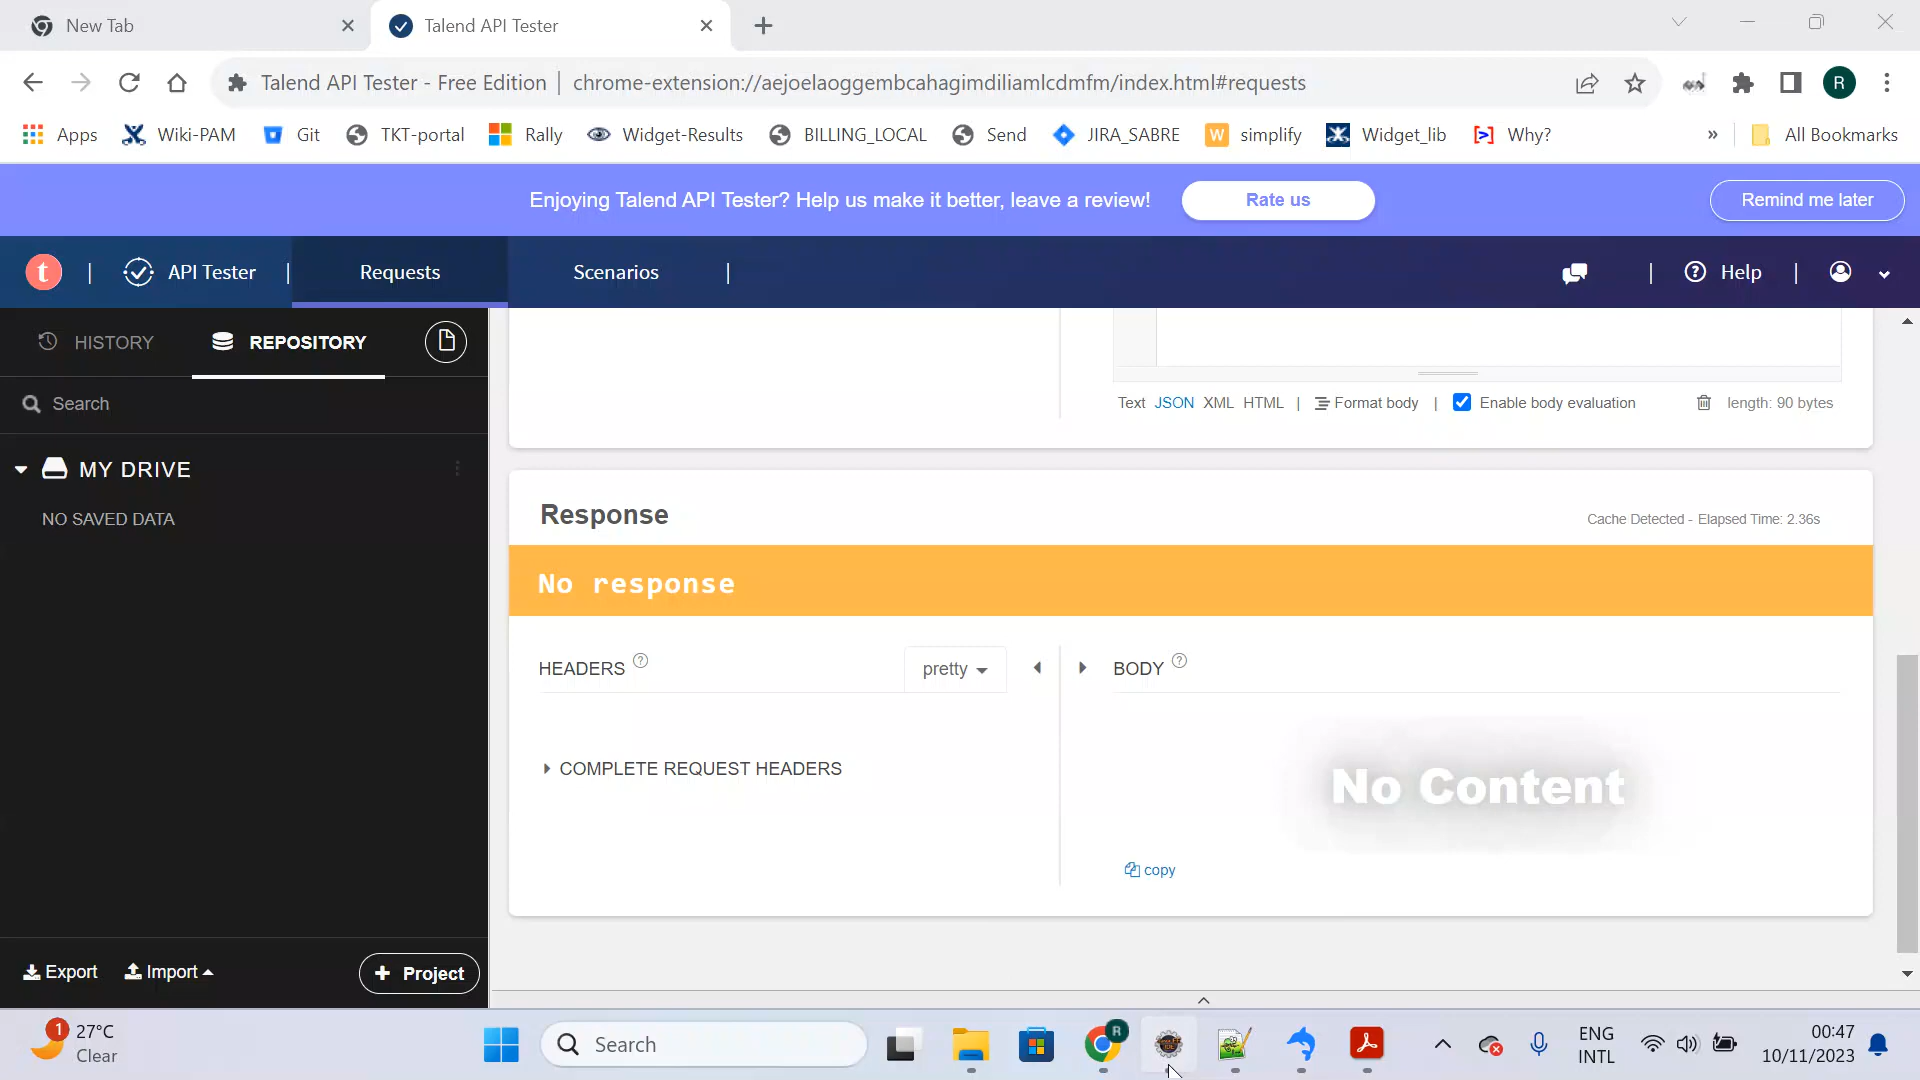 New Tab
Talend API Tester
Talend API Tester - Free Edition | chrome-extension://aejoelaoggembcahagimdiliamlcdmfm/index.html#requests
R
Apps Wiki-PAM Git TKT-portal Rally Widget-Results BILLING_LOCAL Send JIRA_SABRE W simplify Widget_lib Why? » All Bookmarks
Enjoying Talend API Tester? Help us make it better, leave a review! Rate us Remind me later
t | API Tester | Requests Scenarios | | ? Help |
HISTORY REPOSITORY
Search
Text JSON XML HTML | Format body | Enable body evaluation length: 90 bytes
MY DRIVE
NO SAVED DATA
Response
Cache Detected - Elapsed Time: 2.36s
No response
HEADERS ? pretty BODY ?
COMPLETE REQUEST HEADERS
No Content
copy
Export Import + Project
1 27°C
Clear
Search
R
ENG
INTL
00:47
10/11/2023